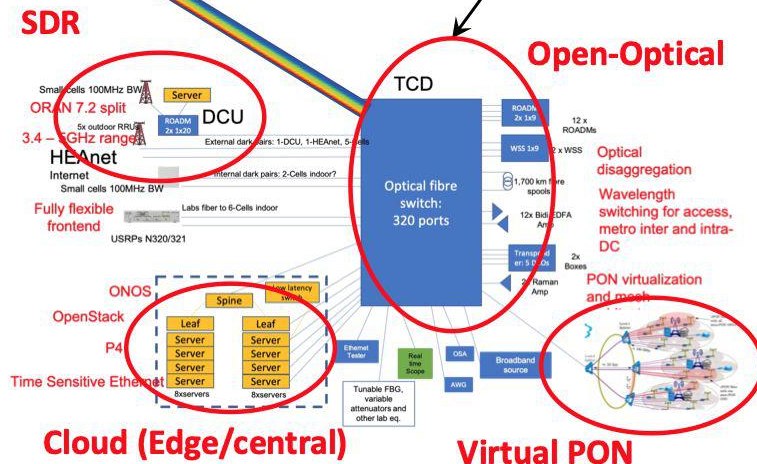 SDR
Open-Optical
TCD
Small cells 100MHz BW
Server
ORAN 7.2 split
ROADM
2x 1x20
DCU
5x outdoor RRUs
3.4 – 5GHz range
External dark pairs: 1-DCU, 1-HEAnet, 5-Cells
HEAnet
Internet
Internal dark pairs: 2-Cells indoor?
Small cells 100MHz BW
Fully flexible
frontend
Labs fiber to 6-Cells indoor
USRPs N320/321
Optical fibre
switch:
320 ports
ROADM
2x 1x9
12 x
ROADMs
WSS 1x9
2 x WSS
1,700 km fibre
spools
12x Bidi EDFA
Amp
Transpond
er: 5 DCOs
2x
Boxes
2x Raman
Amp
Optical
disaggregation
Wavelength
switching for access,
metro inter and intra-
DC
PON virtualization
and mesh
ONOS
OpenStack
P4
Time Sensitive Ethernet
Low latency
switch
Spine
Leaf
Leaf
Server
Server
Server
Server
Server
Server
Server
Server
8xservers
8xservers
Ethernet
Tester
Real
time
Scope
OSA
AWG
Broadband
source
Tunable FBG,
variable
attenuators and
other lab eq.
Cloud (Edge/central)
Virtual PON